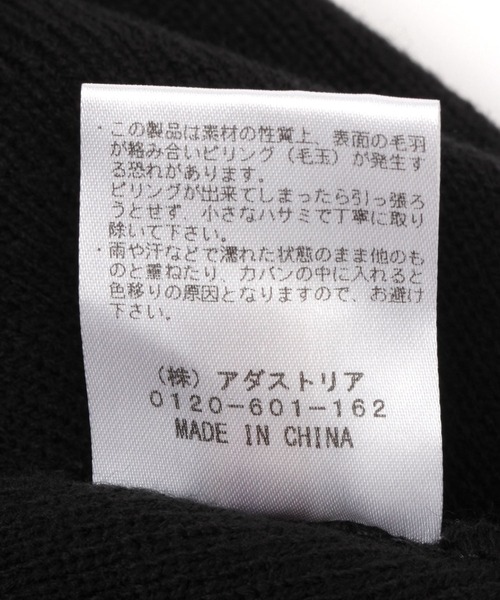 ・この製品は素材の性質上、表面の毛羽
が絡み合いピリング（毛玉）が発生す
る恐れがあります。
ピリングが出来てしまったら引っ張ろ
うとせず、小さなハサミで丁寧に取り
除いて下さい。
・雨や汗などで濡れた状態のまま他のも
のと重ねたり、カバンの中に入れると
色移りの原因となりますので、お避け
下さい。
（株）アダストリア
0120-601-162
MADE IN CHINA